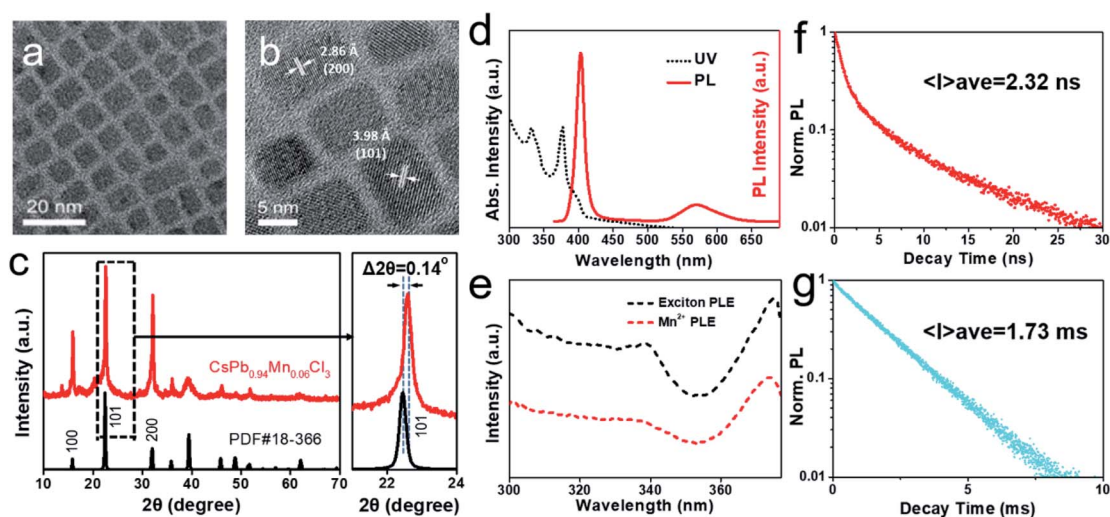 a
20 nm
b
2.86 Å
(200)
3.98 Å
(101)
5 nm
c
Intensity (a.u.)
CsPb0.94Mn0.06Cl3
PDF#18-366
100
101
200
10 20 30 40 50 60 70
2θ (degree)
Δ2θ=0.14°
101
22 24
2θ (degree)
d
Abs. Intensity (a.u.)
UV
PL
PL Intensity (a.u.)
300 350 400 450 500 550 600 650
Wavelength (nm)
e
Intensity (a.u.)
Exciton PLE
Mn2+ PLE
300 320 340 360
Wavelength (nm)
f
<I>ave=2.32 ns
Norm. PL
1
0.1
0.01
0 5 10 15 20 25 30
Decay Time (ns)
g
<I>ave=1.73 ms
Norm. PL
1
0.1
0.01
0 5 10
Decay Time (ms)